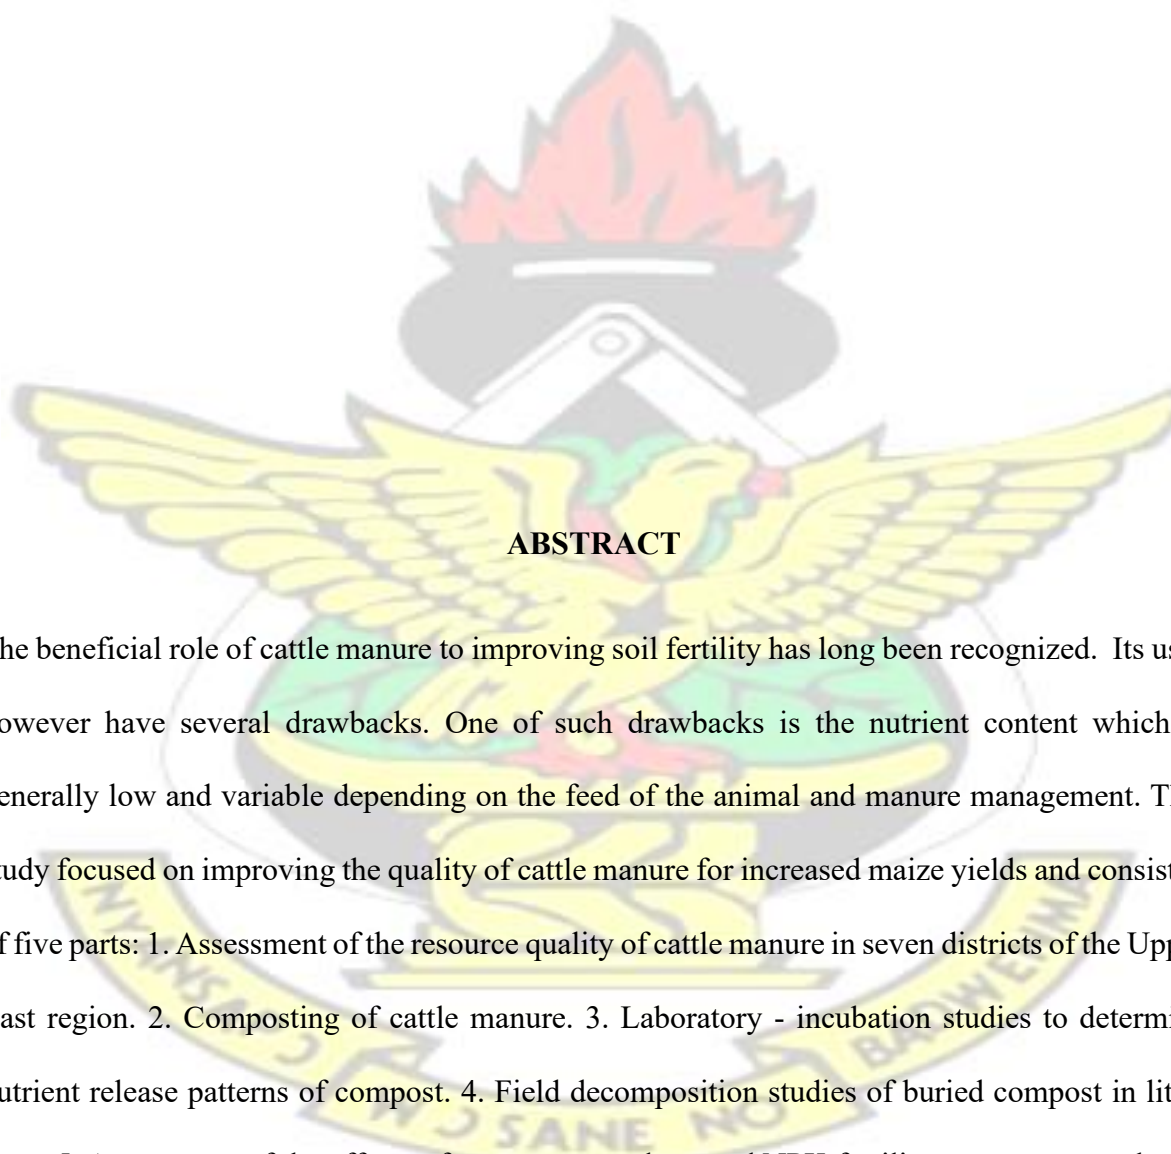 ABSTRACT
he beneficial role of cattle manure to improving soil fertility has long been recognized. Its us
owever have several drawbacks. One of such drawbacks is the nutrient content which
enerally low and variable depending on the feed of the animal and manure management. Th
tudy focused on improving the quality of cattle manure for increased maize yields and consist
f five parts: 1. Assessment of the resource quality of cattle manure in seven districts of the Upp
ast region. 2. Composting of cattle manure. 3. Laboratory - incubation studies to determi
utrient release patterns of compost. 4. Field decomposition studies of buried compost in lit
NYANSAPO WOSANE NO BADWENMA